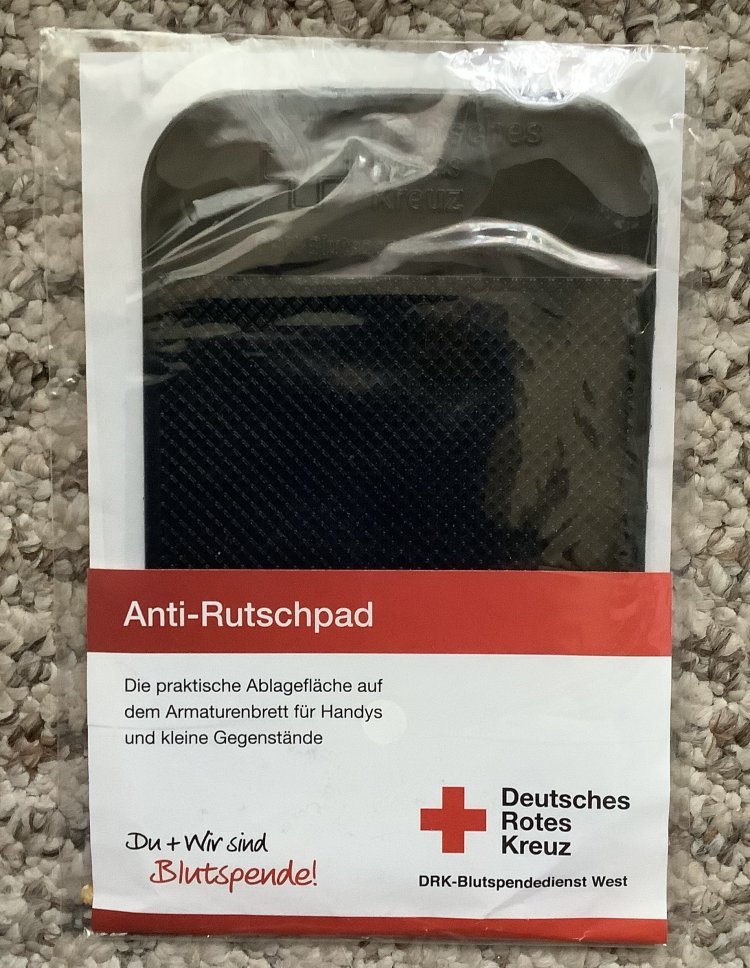 Kreuz
Anti-Rutschpad
Die praktische Ablagefläche auf
dem Armaturenbrett für Handys
und kleine Gegenstände
Du + Wir sind
Blutspende!
Deutsches
Rotes
Kreuz
DRK-Blutspendedienst West